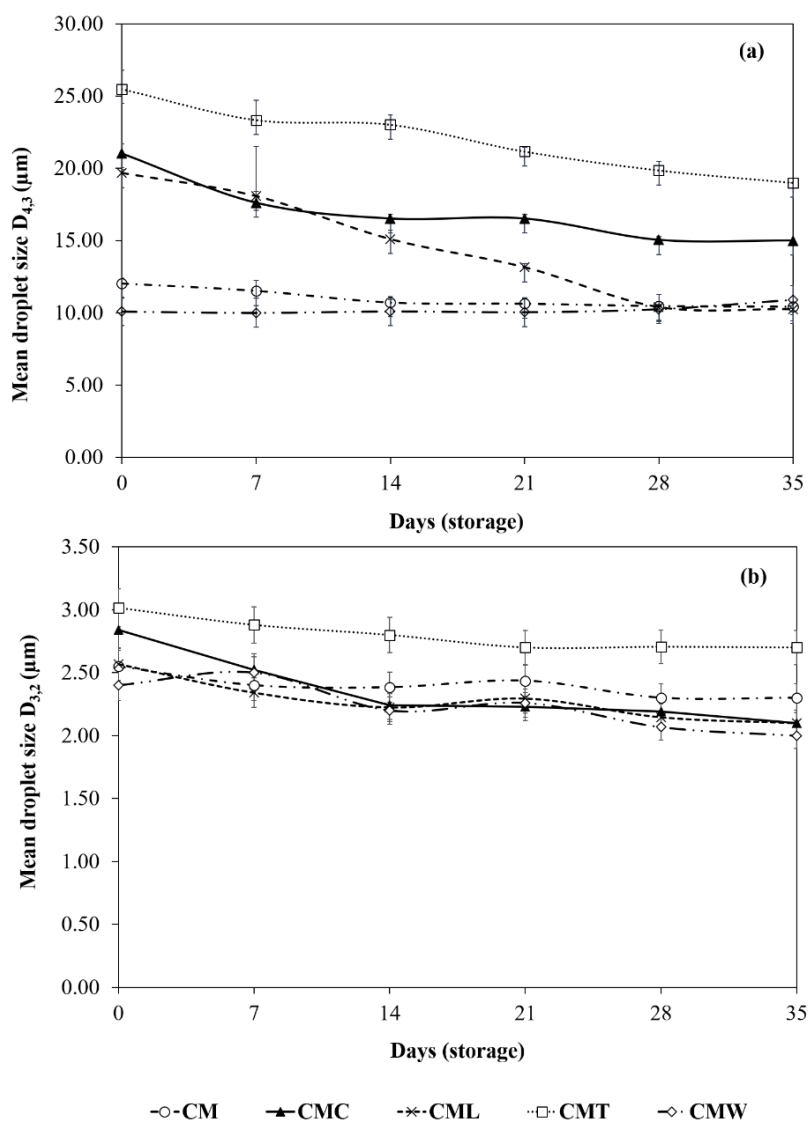 (a)
Mean droplet size D4,3 (µm)
30.00
25.00
20.00
15.00
10.00
5.00
0.00
0 7 14 21 28 35
Days (storage)
(b)
Mean droplet size D3,2 (µm)
3.50
3.00
2.50
2.00
1.50
1.00
0.50
0.00
0 7 14 21 28 35
Days (storage)
CM CMC CML CMT CMW